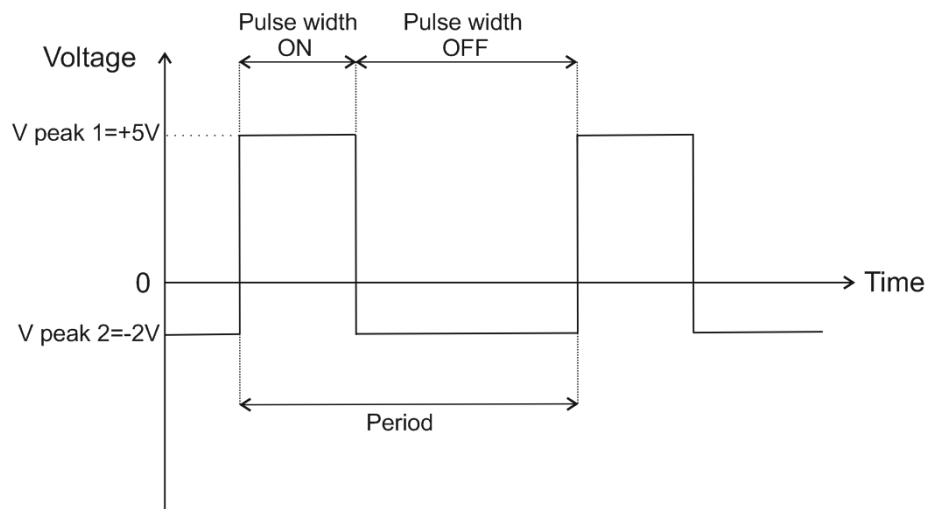 Pulse width
ON
Pulse width
OFF
Voltage
V peak 1=+5V
0
Time
V peak 2=-2V
Period